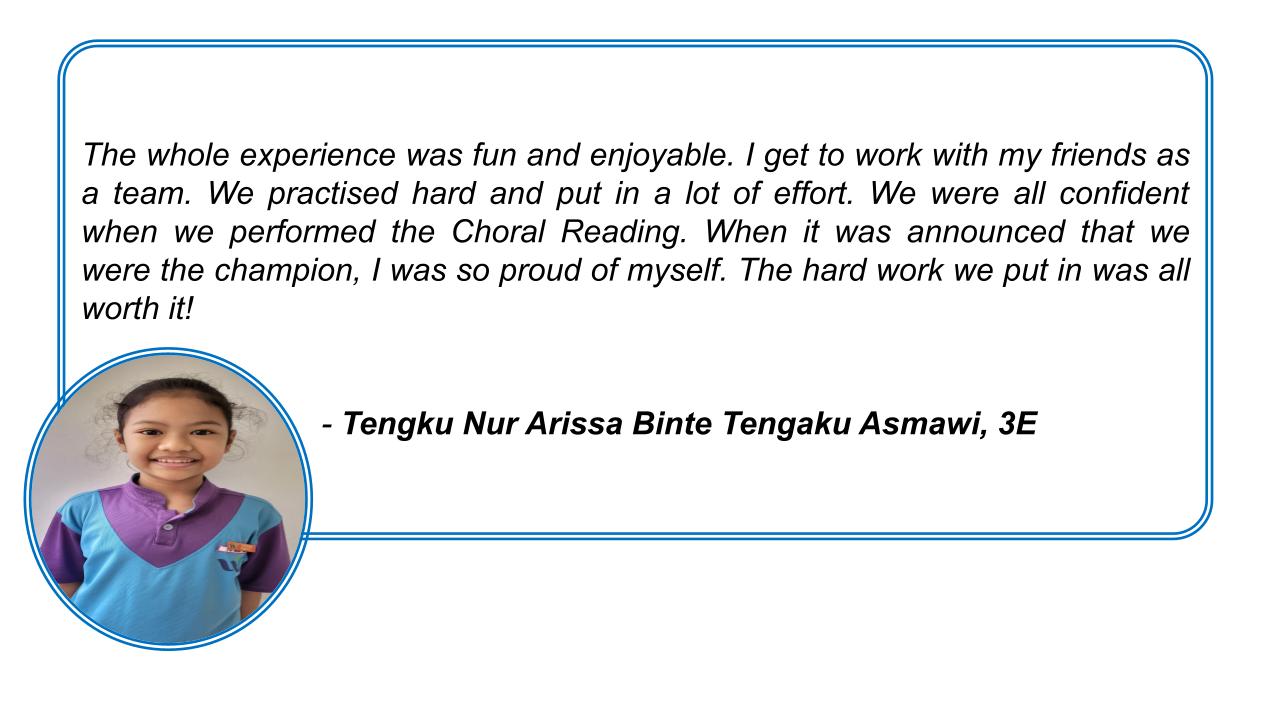 The whole experience was fun and enjoyable. I get to work with my friends as
a team. We practised hard and put in a lot of effort. We were all confident
when we performed the Choral Reading. When it was announced that we
were the champion, I was so proud of myself. The hard work we put in was all
worth it!
- Tengku Nur Arissa Binte Tengaku Asmawi, 3E